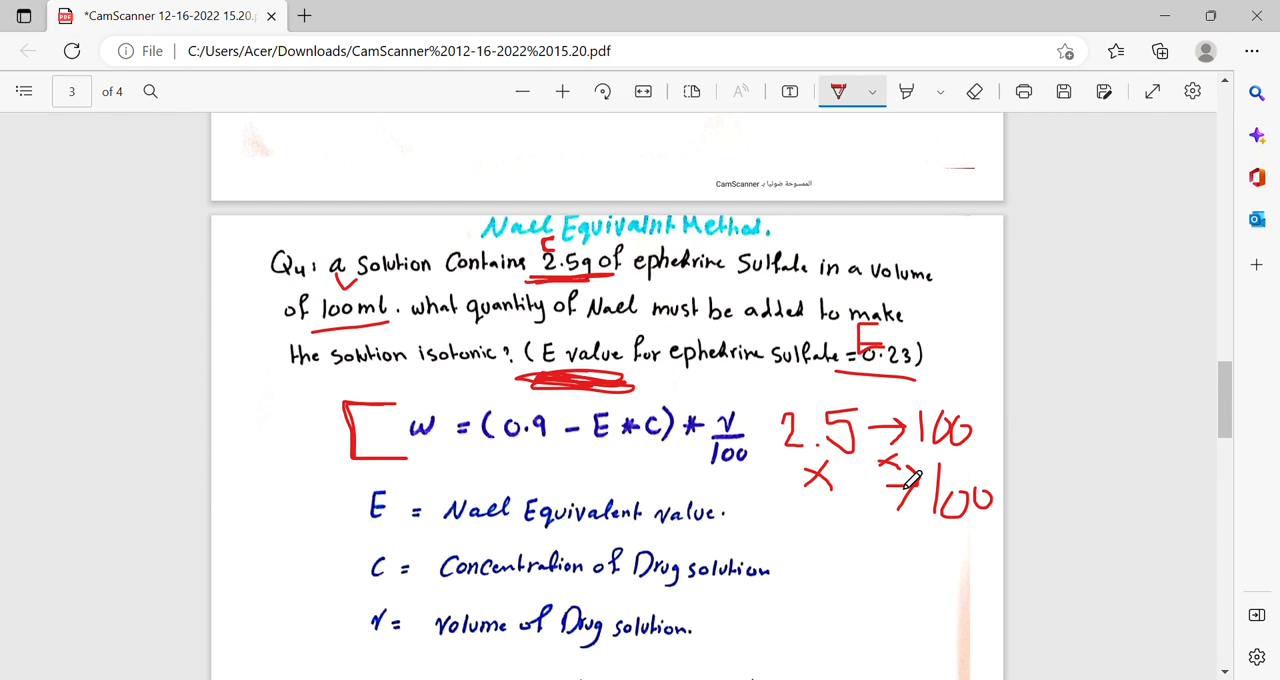 *CamScanner 12-16-2022 15.20.p
File
C:/Users/Acer/Downloads/CamScanner%2012-16-2022%2015.20.pdf
3 of 4
الممسوحة ضوئيا بـ CamScanner
Nacl Equivalnt Method.
E
Q4: a Solution Contains 2.5g of ephedrine Sulfate in a volume
of 100ml. what quantity of Nacl must be added to make
E
the solution isotonic? (E value for ephedrine sulfate = 0.23)
W = (0.9 - E * C) * V/100
2.5 → 100
x → 100
E = Nacl Equivalent value.
C = Concentration of Drug solution
V = volume of Drug solution.